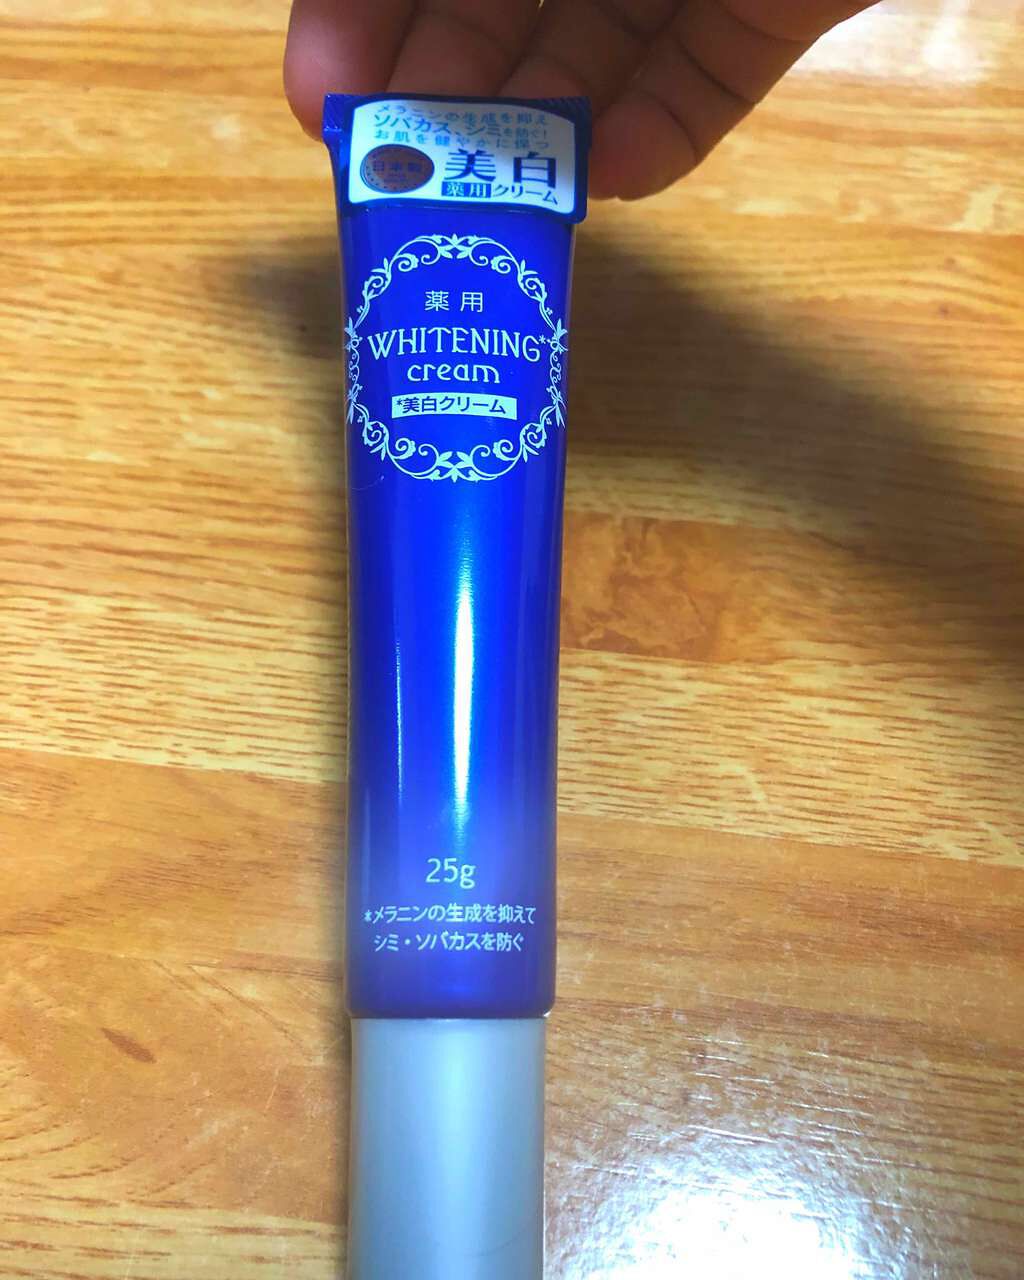 メラニンの生成を抑え
ソバカス、シミを防ぐ!
お肌を健やかに保つ
日本製
美白
薬用クリーム
薬用
WHITENING*
cream
*美白クリーム
25g
*メラニンの生成を抑えて
シミ・ソバカスを防ぐ